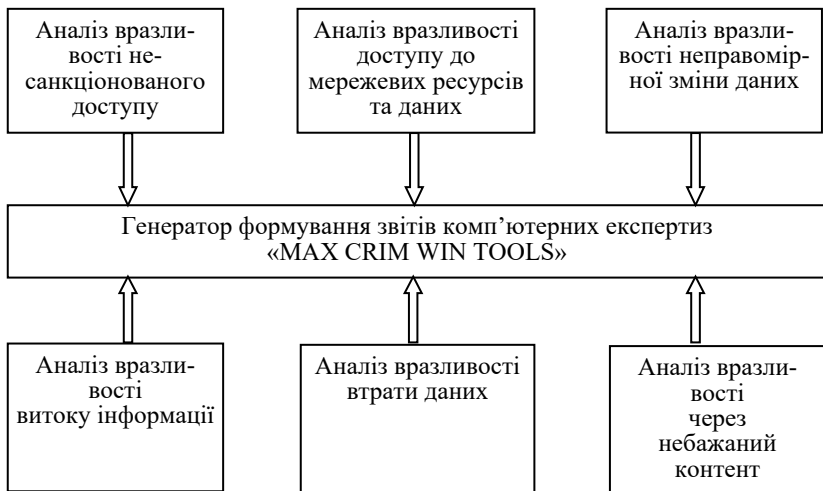 Аналіз вразли-
вості не-
санкціонованого
доступу
Аналіз вразливості
доступу до
мережевих ресурсів
та даних
Аналіз вразли-
вості неправомір-
ної зміни даних
Генератор формування звітів комп’ютерних експертиз
«MAX CRIM WIN TOOLS»
Аналіз вразли-
вості
витоку інформації
Аналіз вразливості
втрати даних
Аналіз вразли-
вості
через
небажаний
контент